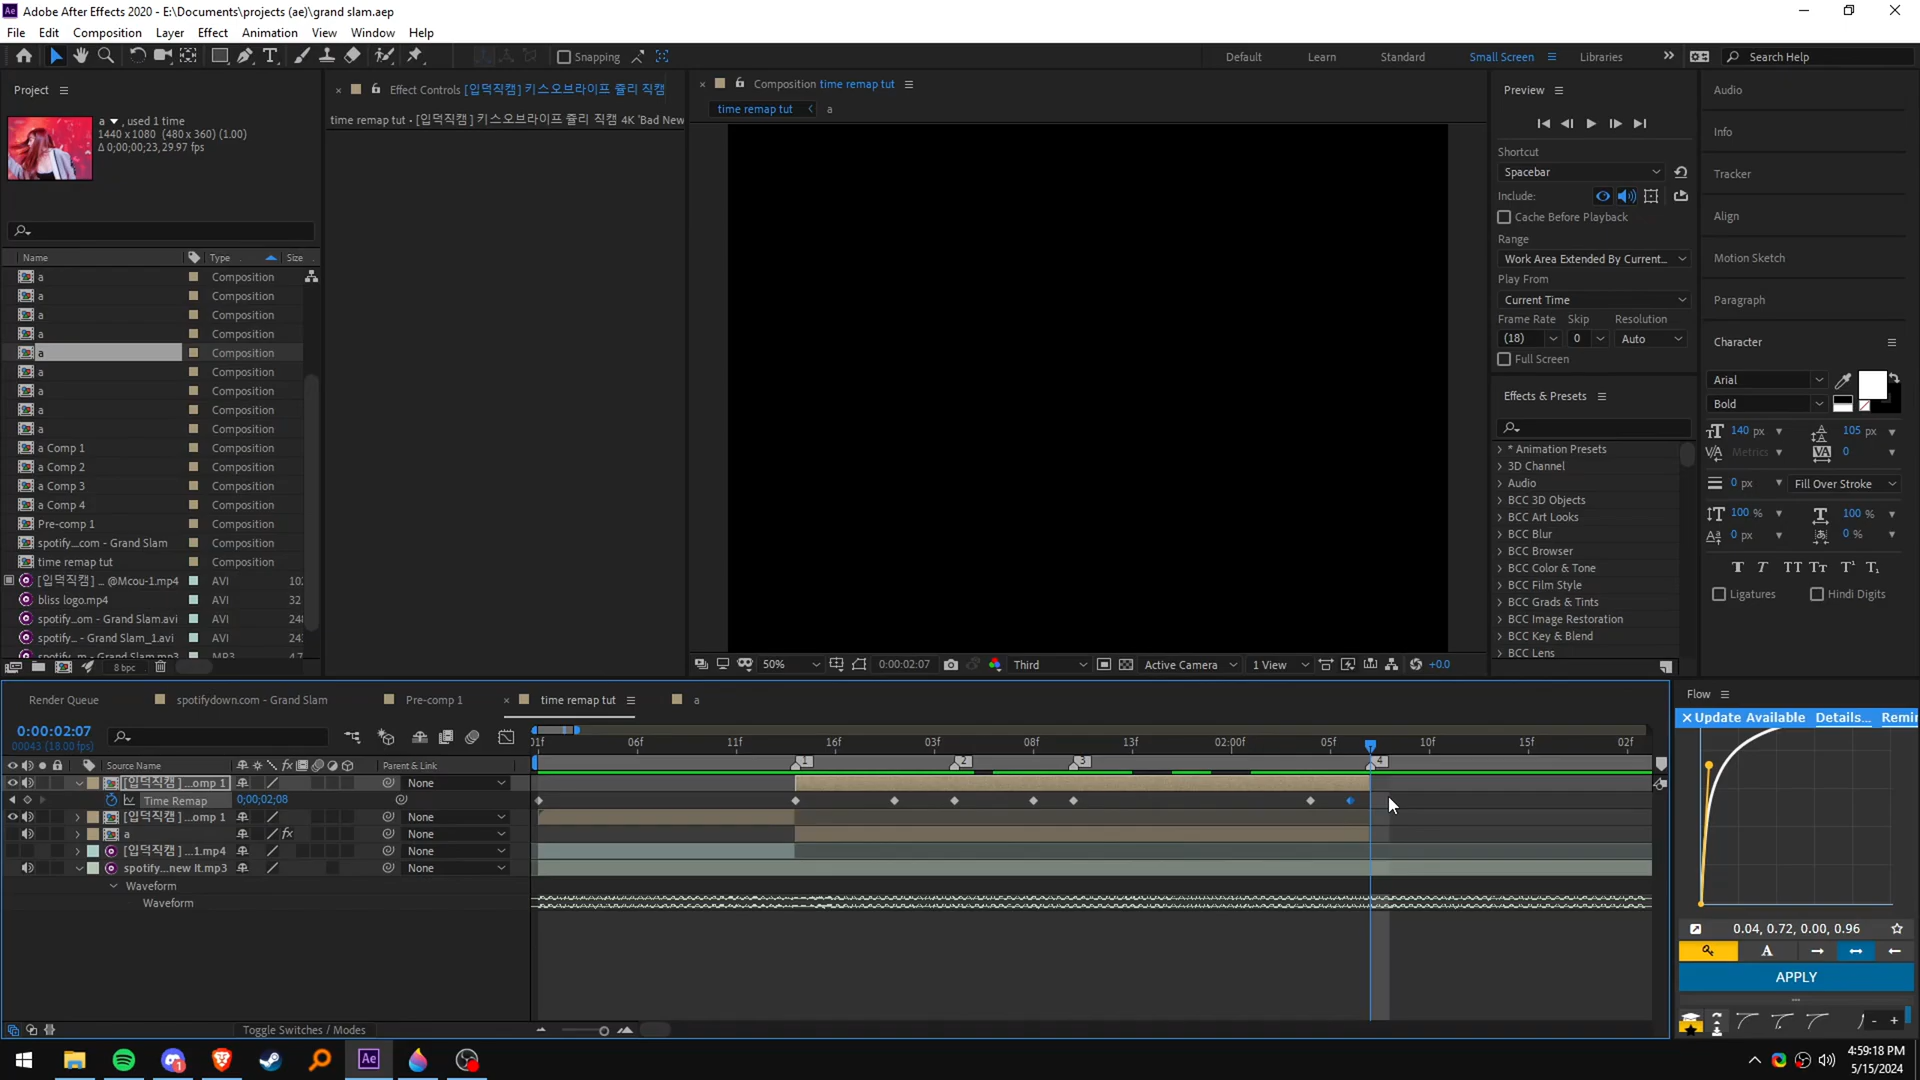 Adobe After Effects 2020 - E:\Documents\projects (ae)\grand slam.aep
File Edit Composition Layer Effect Animation View Window Help
Snapping
Default Learn Standard Small Screen Libraries Search Help
Project
a , used 1 time
1440 x 1080 (480 x 360) (1.00)
Δ 0;00;00;23, 29.97 fps
Name Type Size
a Composition
a Composition
a Composition
a Composition
a Composition
a Composition
a Composition
a Composition
a Composition
a Comp 1 Composition
a Comp 2 Composition
a Comp 3 Composition
a Comp 4 Composition
Pre-comp 1 Composition
spotify...com - Grand Slam Composition
time remap tut Composition
[입덕직캠] _ @Mcou-1.mp4 AVI 10
bliss logo.mp4 AVI 32
spotify...om - Grand Slam.avi AVI 24
spotify_ - Grand Slam_1.avi AVI 24
spotify...m - Grand Slam.mp3 MP3 4.7
8 bpc
Effect Controls [입덕직캠] 키스오브라이프 쥴리 직캠
time remap tut • [입덕직캠] 키스오브라이프 쥴리 직캠 4K 'Bad New
Composition time remap tut
time remap tut a
50% 0:00:02:07 Third Active Camera 1 View +0.0
Preview
Shortcut
Spacebar
Include:
Cache Before Playback
Range
Work Area Extended By Current...
Play From
Current Time
Frame Rate Skip Resolution
(18) 0 Auto
Full Screen
Effects & Presets
* Animation Presets
3D Channel
Audio
BCC 3D Objects
BCC Art Looks
BCC Blur
BCC Browser
BCC Color & Tone
BCC Film Style
BCC Grads & Tints
BCC Image Restoration
BCC Key & Blend
BCC Lens
Audio
Info
Tracker
Align
Motion Sketch
Paragraph
Character
Arial
Bold
140 px 105 px
Metrics 0
0 px Fill Over Stroke
100 % 100 %
0 px 0 %
T T TT Tt T¹ T₁
Ligatures Hindi Digits
Render Queue spotifydown.com - Grand Slam Pre-comp 1 time remap tut a
0:00:02:07
00043 (18.00 fps)
01f 06f 11f 16f 03f 08f 13f 02:00f 05f 10f 15f 02f
Source Name Parent & Link
1 2 3 4
[입덕직캠] ...omp 1 None
Time Remap 0;00;02;08
[입덕직캠] ...omp 1 None
a fx None
[입덕직캠] ...1.mp4 None
spotify...new It.mp3 None
Waveform
Waveform
Toggle Switches / Modes
Flow
Update Available Details... Remin
0.04, 0.72, 0.00, 0.96
A
APPLY
4:59:18 PM
5/15/2024